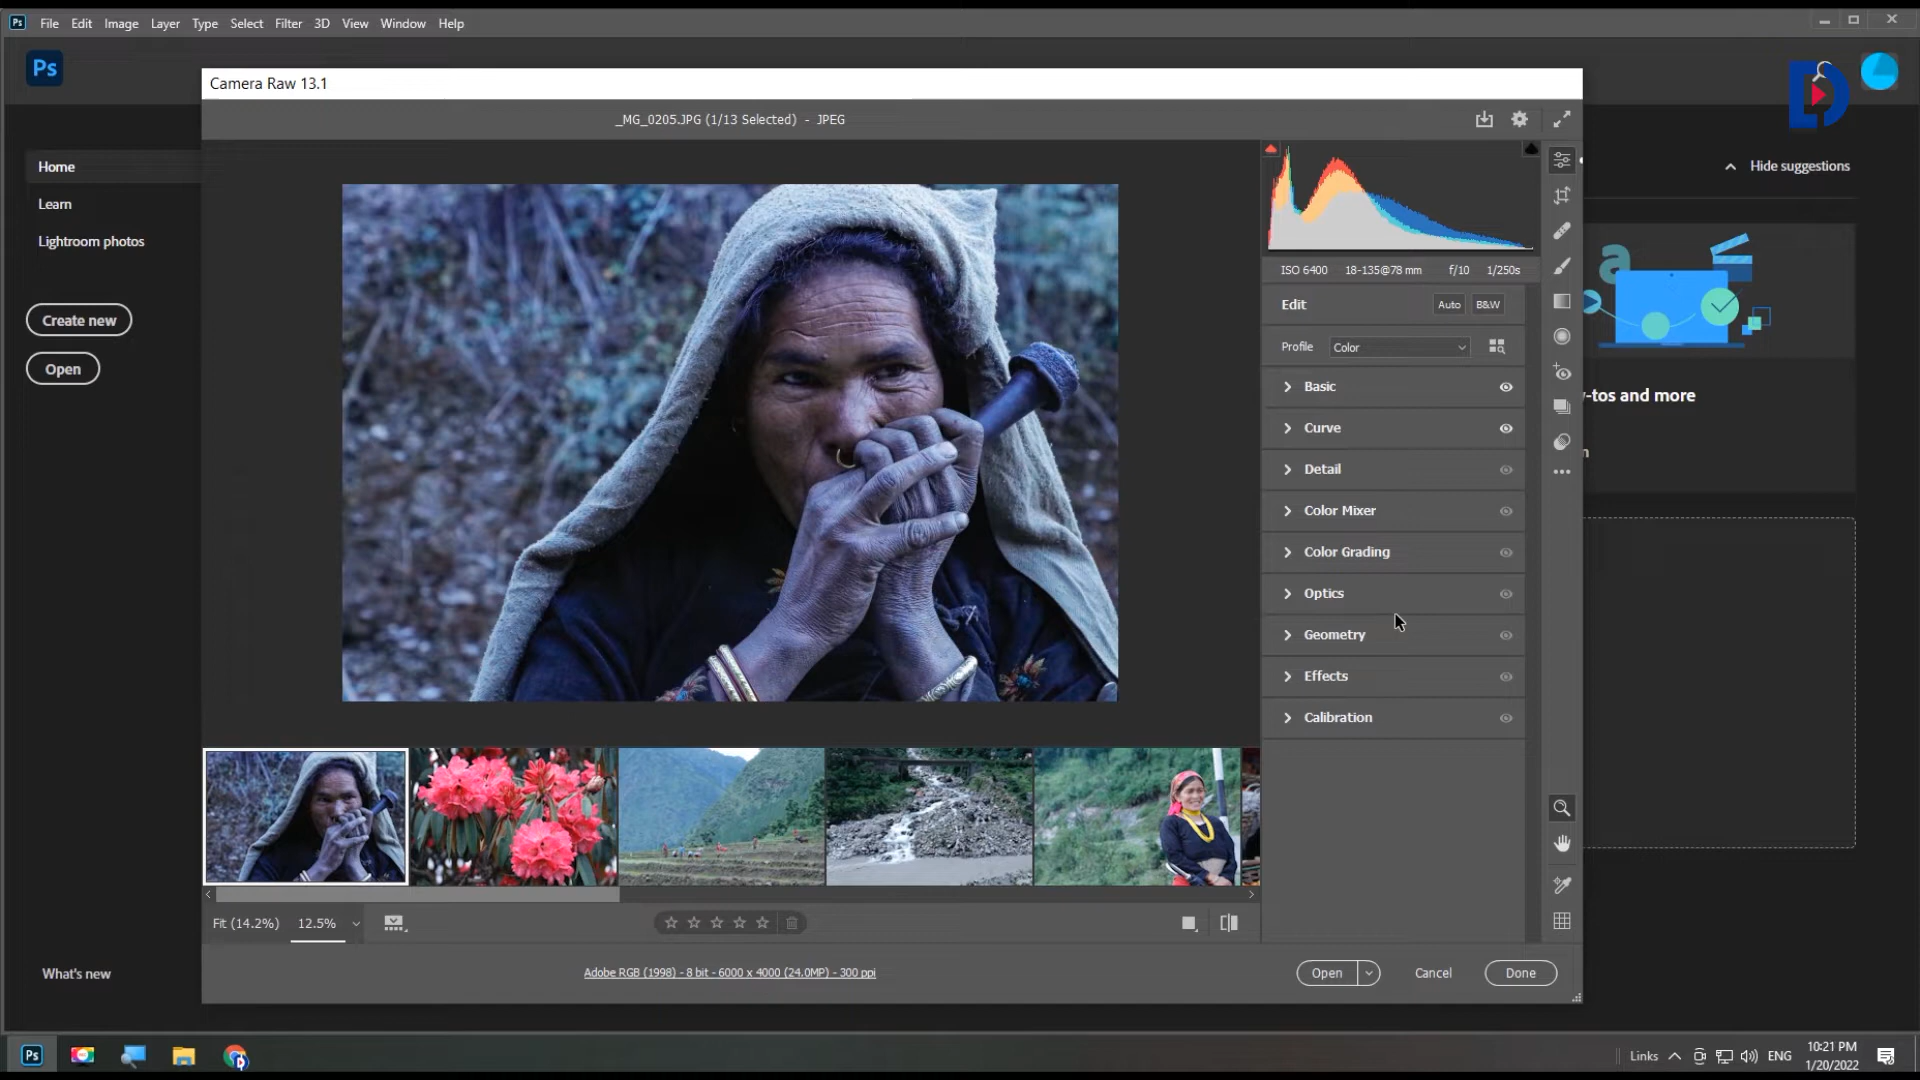 Ps File Edit Image Layer Type Select Filter 3D View Window Help
Ps
Camera Raw 13.1
_MG_0205.JPG (1/13 Selected) - JPEG
Home
Learn
Lightroom photos
Create new
Open
Hide suggestions
ISO 6400 18-135@78 mm f/10 1/250s
Edit Auto B&W
Profile Color
Basic
Curve
Detail
Color Mixer
Color Grading
Optics
Geometry
Effects
Calibration
a
-tos and more
n
Fit (14.2%) 12.5%
What's new
Adobe RGB (1998) - 8 bit - 6000 x 4000 (24.0MP) - 300 ppi
Open Cancel Done
Ps
Links ENG 10:21 PM
1/20/2022